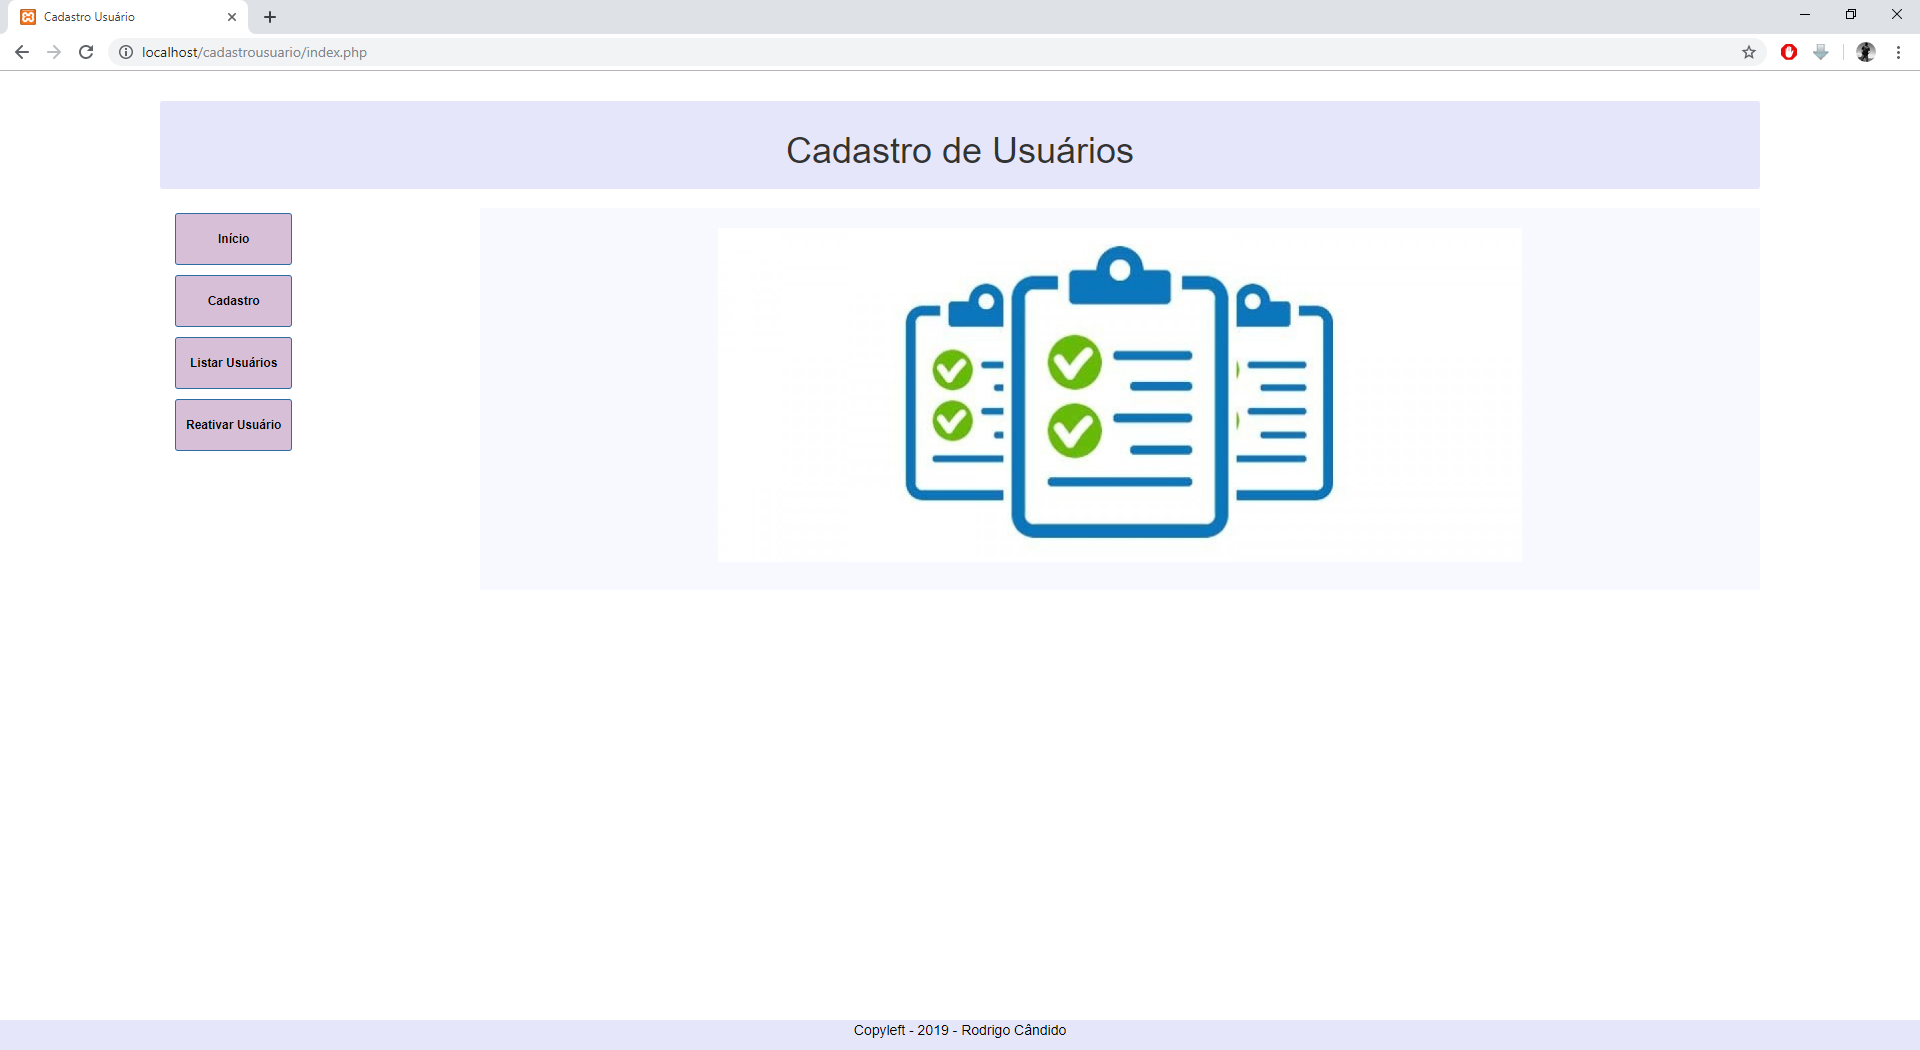 Cadastro Usuário
localhost/cadastrousuario/index.php
Cadastro de Usuários
Início
Cadastro
Listar Usuários
Reativar Usuário
Copyleft - 2019 - Rodrigo Cândido